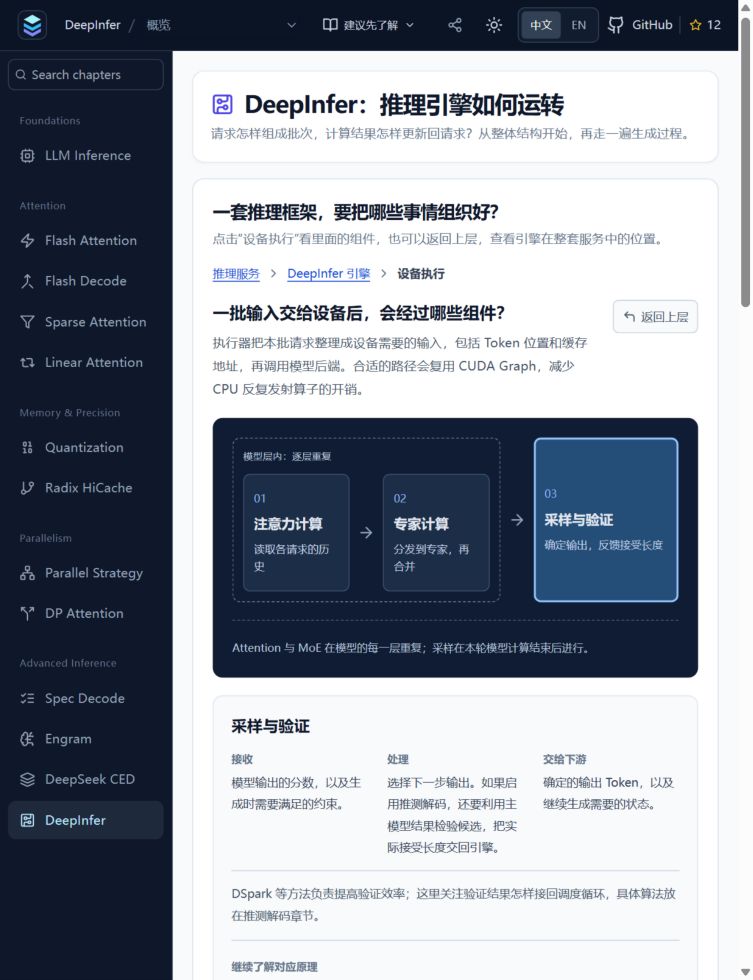 DeepInfer / 概览
建议先了解
中文 EN
GitHub
12
Search chapters
Foundations
LLM Inference
Attention
Flash Attention
Flash Decode
Sparse Attention
Linear Attention
Memory & Precision
Quantization
Radix HiCache
Parallelism
Parallel Strategy
DP Attention
Advanced Inference
Spec Decode
Engram
DeepSeek CED
DeepInfer
DeepInfer：推理引擎如何运转
请求怎样组成批次，计算结果怎样更新回请求？从整体结构开始，再走一遍生成过程。
一套推理框架，要把哪些事情组织好？
点击"设备执行"看里面的组件，也可以返回上层，查看引擎在整套服务中的位置。
推理服务 > DeepInfer 引擎 > 设备执行
一批输入交给设备后，会经过哪些组件？
返回上层
执行器把本批请求整理成设备需要的输入，包括 Token 位置和缓存
地址，再调用模型后端。合适的路径会复用 CUDA Graph，减少
CPU 反复发射算子的开销。
模型层内：逐层重复
01
注意力计算
读取各请求的历
史
02
专家计算
分发到专家，再
合并
03
采样与验证
确定输出，反馈接受长度
Attention 与 MoE 在模型的每一层重复；采样在本轮模型计算结束后进行。
采样与验证
接收
模型输出的分数，以及生
成时需要满足的约束。
处理
选择下一步输出。如果启
用推测解码，还要利用主
模型结果检验候选，把实
际接受长度交回引擎。
交给下游
确定的输出 Token，以及
继续生成需要的状态。
DSpark 等方法负责提高验证效率；这里关注验证结果怎样接回调度循环，具体算法放
在推测解码章节。
继续了解对应原理